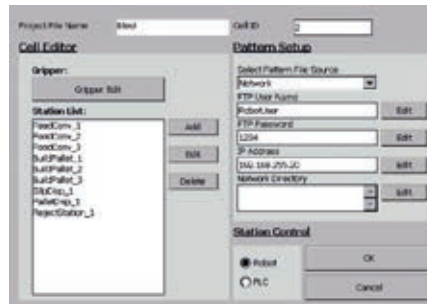 Project File Name
Cell ID
2
Cell Editor
Gripper:
Gripper Edit
Station List:
FeedConv_1
FeedConv_2
FeedConv_3
BuildPallet_1
BuildPallet_2
BuildPallet_3
SlipDisp_1
PalletDisp_1
RejectStation_1
Add
Edit
Delete
Pattern Setup
Select Pattern File Source
Network
FTP User Name
RobotUser
Edit
FTP Password
1234
Edit
IP Address
192.168.255.20
Edit
Network Directory
Edit
Station Control
Robot
PLC
OK
Cancel